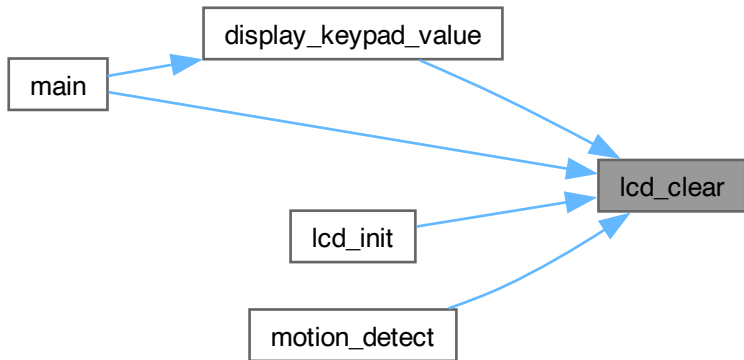 display_keypad_value
main
lcd_clear
lcd_init
motion_detect